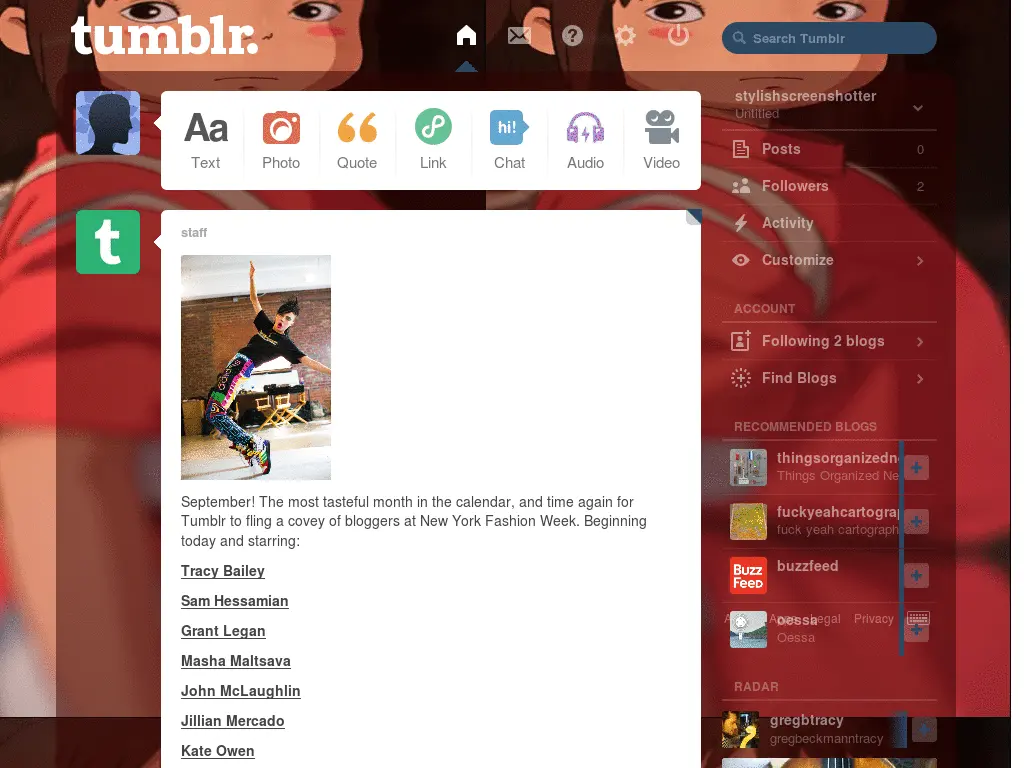 tumblr.
?
Search Tumblr
Aa
hi!
Text
Photo
Quote
Link
Chat
Audio
Video
stylishscreenshotter
Untitled
Posts 0
Followers 2
Activity
Customize
t
staff
ACCOUNT
Following 2 blogs
Find Blogs
RECOMMENDED BLOGS
thingsorganizedn
Things Organized Ne
fuckyeahcartogra
fuck yeah cartograph
Buzz
Feed
buzzfeed
oessa
Legal Privacy
Oessa
RADAR
gregbtracy
gregbeckmanntracy
September! The most tasteful month in the calendar, and time again for
Tumblr to fling a covey of bloggers at New York Fashion Week. Beginning
today and starring:
Tracy Bailey
Sam Hessamian
Grant Legan
Masha Maltsava
John McLaughlin
Jillian Mercado
Kate Owen